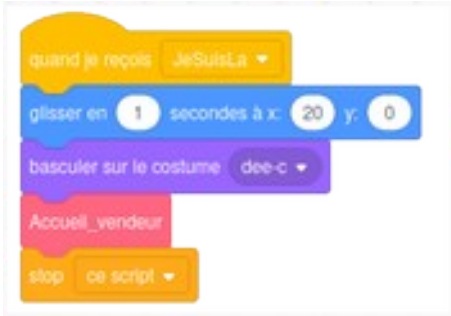 quand je reçois JeSuisLa
glisser en 1 secondes à x: 20 y: 0
basculer sur le costume dee-c
Accueil_vendeur
stop ce script